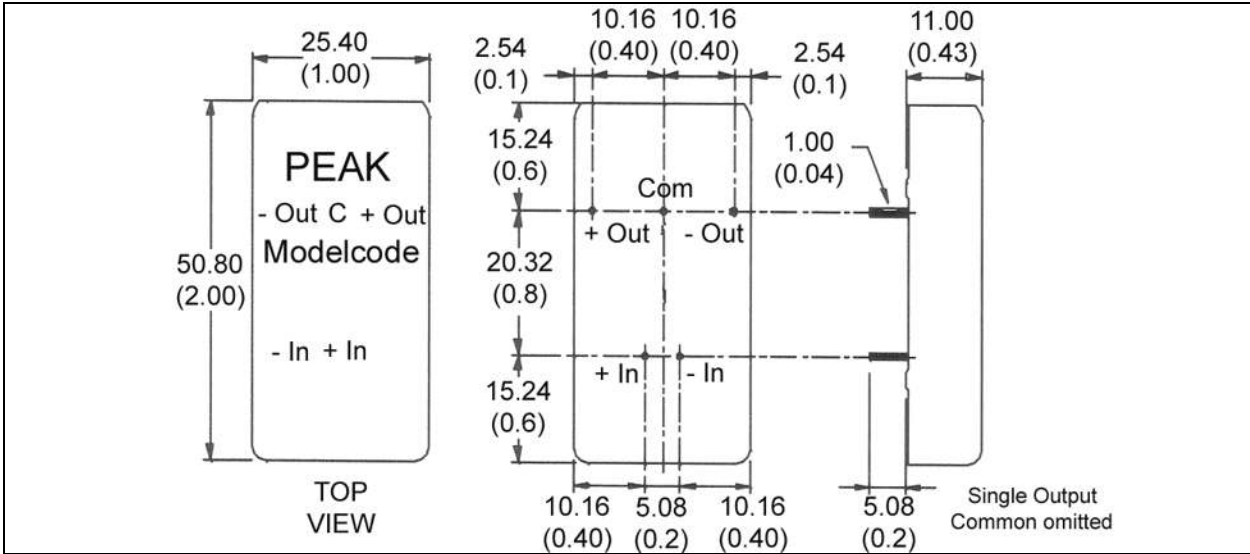 25.40
(1.00)
PEAK
- Out C + Out
Modelcode
50.80
(2.00)
- In + In
TOP
VIEW
10.16 10.16
(0.40) (0.40)
2.54
(0.1)
2.54
(0.1)
15.24
(0.6)
Com
+ Out - Out
20.32
(0.8)
+ In - In
15.24
(0.6)
10.16 5.08 10.16
(0.40) (0.2) (0.40)
11.00
(0.43)
1.00
(0.04)
5.08
(0.2)
Single Output
Common omitted